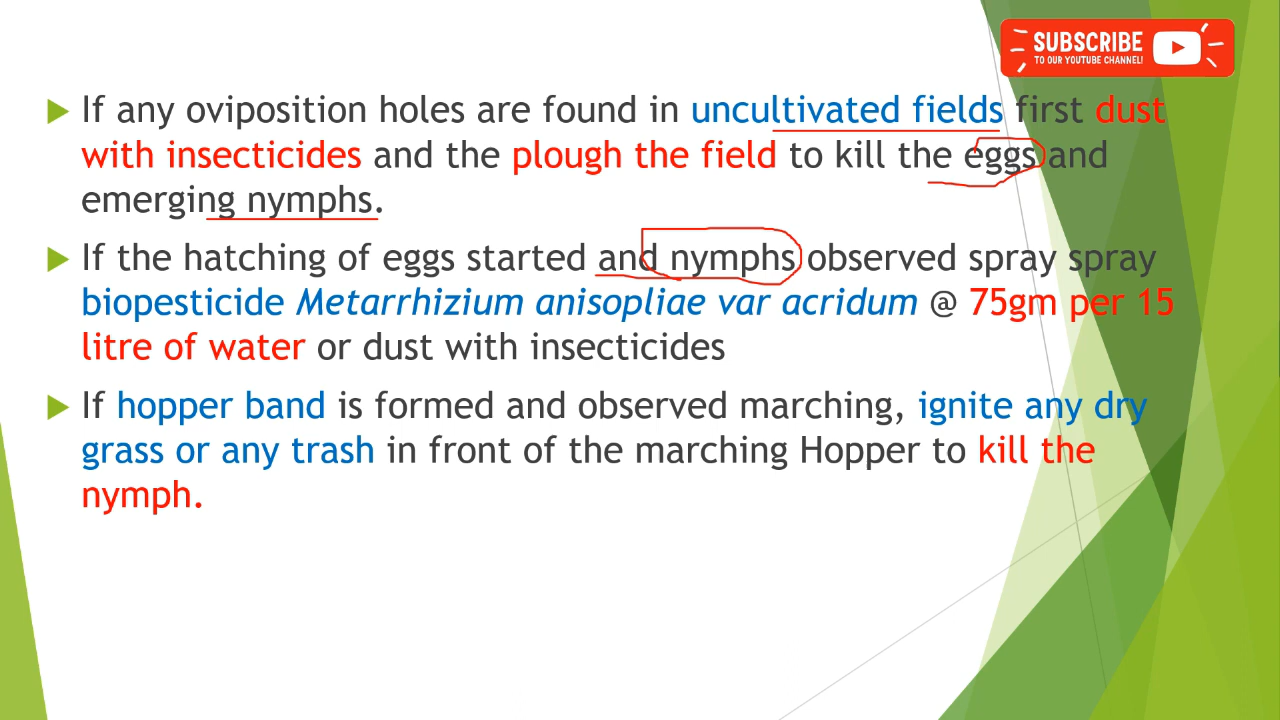 SUBSCRIBE
TO OUR YOUTUBE CHANNEL!
If any oviposition holes are found in uncultivated fields first dust
with insecticides and the plough the field to kill the eggs and
emerging nymphs.
If the hatching of eggs started and nymphs observed spray spray
biopesticide Metarrhizium anisopliae var acridum @ 75gm per 15
litre of water or dust with insecticides
If hopper band is formed and observed marching, ignite any dry
grass or any trash in front of the marching Hopper to kill the
nymph.